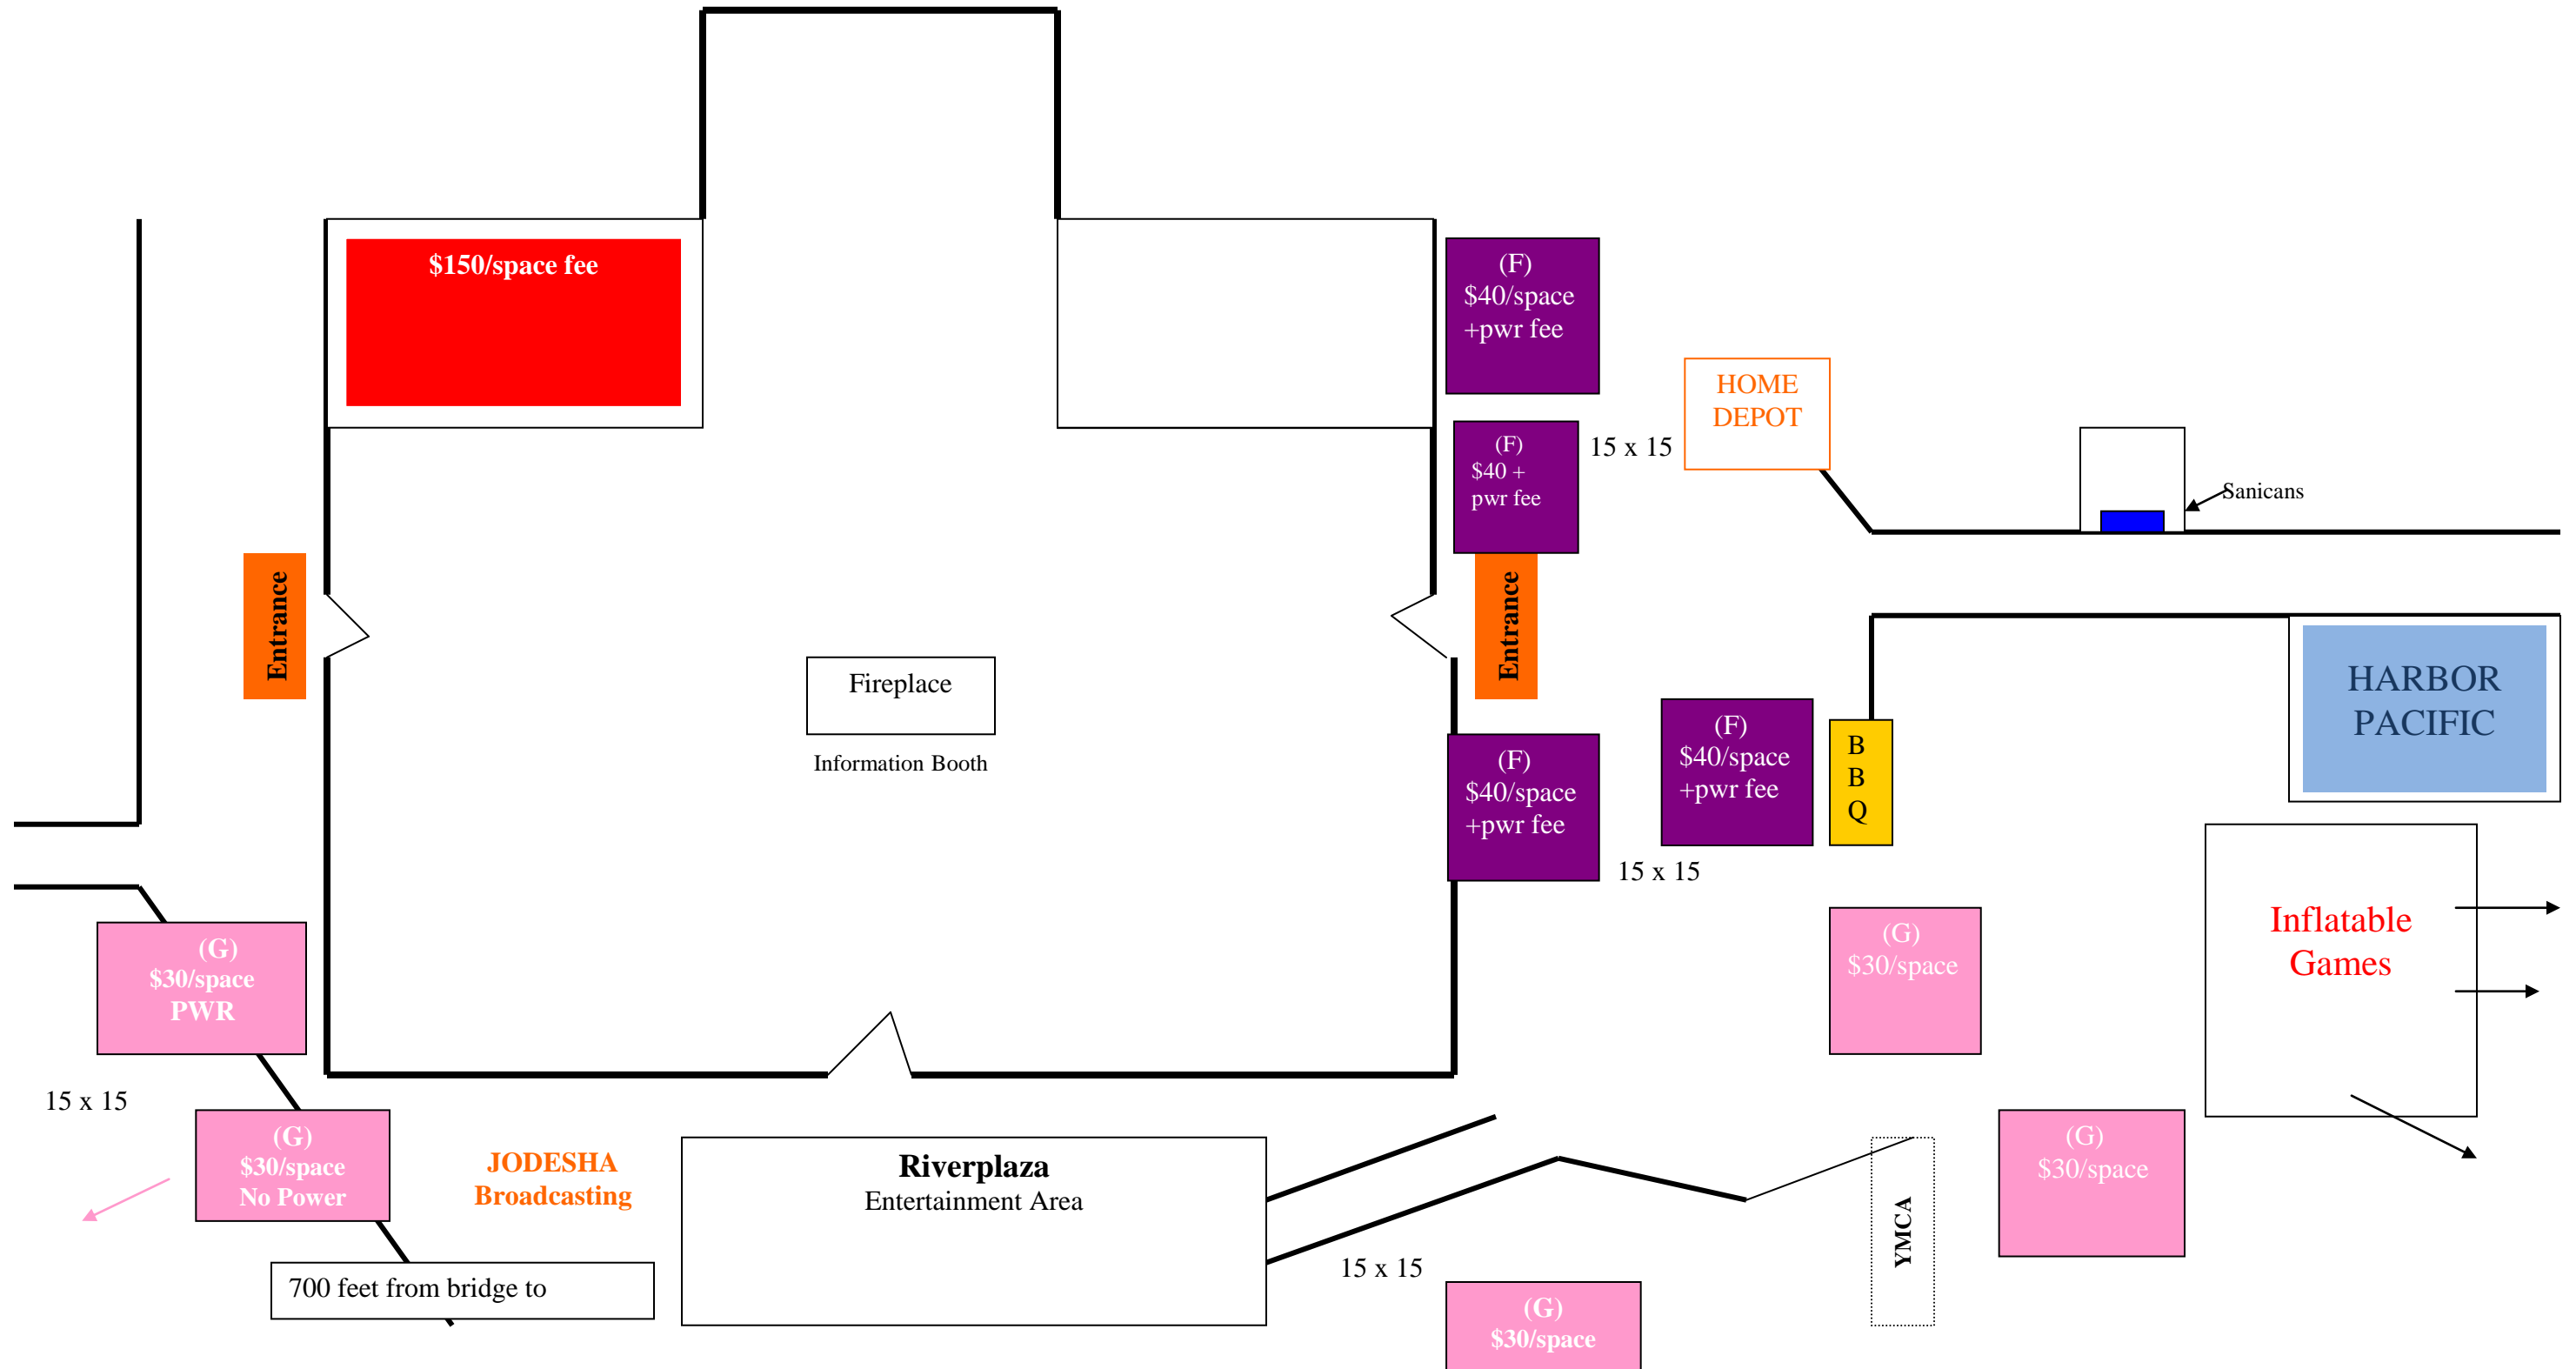 $150/space fee
(F)
$40/space
+pwr fee
HOME
DEPOT
(F)
$40 +
pwr fee
15 x 15
Sanicans
Entrance
Entrance
Fireplace
Information Booth
HARBOR
PACIFIC
(F)
$40/space
+pwr fee
B
B
Q
(F)
$40/space
+pwr fee
15 x 15
Inflatable
Games
(G)
$30/space
PWR
(G)
$30/space
15 x 15
(G)
$30/space
No Power
JODESHA
Broadcasting
Riverplaza
Entertainment Area
(G)
$30/space
YMCA
15 x 15
700 feet from bridge to
(G)
$30/space